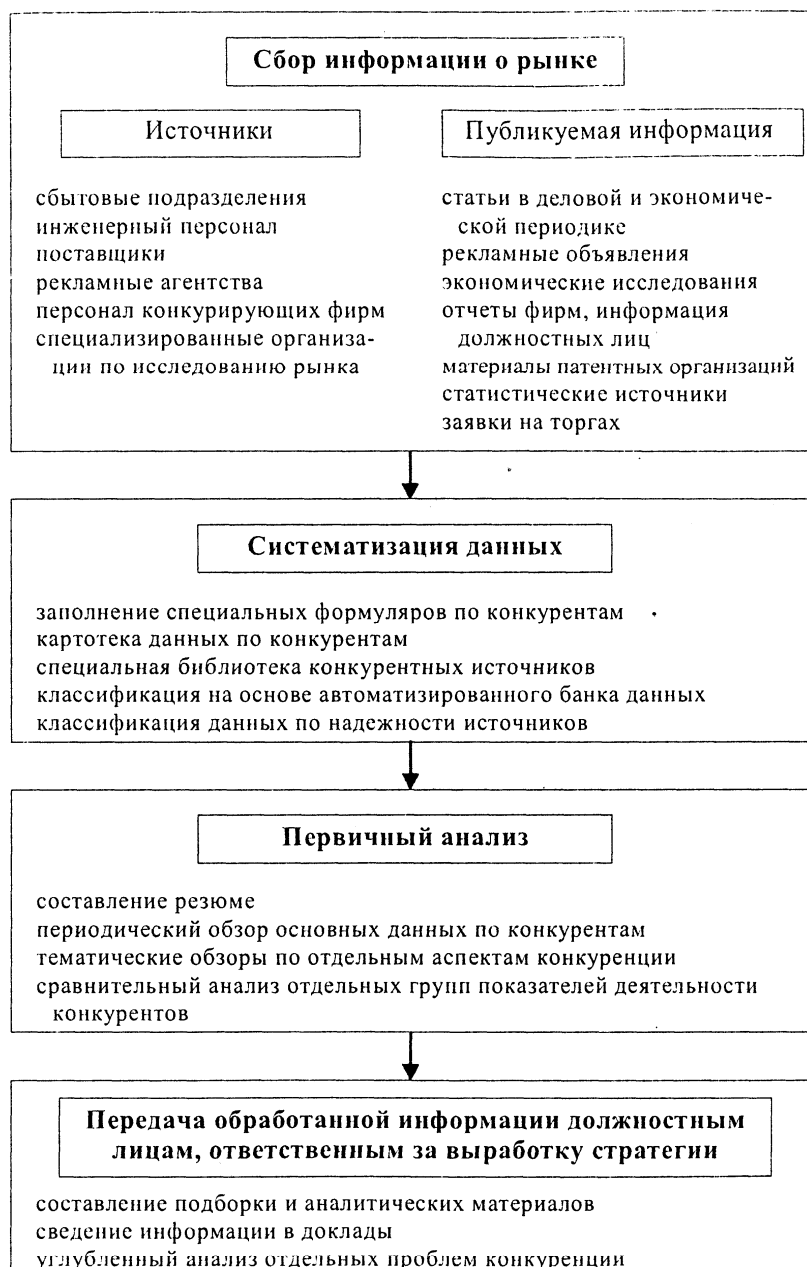 Сбор информации о рынке
Источники
сбытовые подразделения
инженерный персонал
поставщики
рекламные агентства
персонал конкурирующих фирм
специализированные организа-
ции по исследованию рынка
Публикуемая информация
статьи в деловой и экономиче-
ской периодике
рекламные объявления
экономические исследования
отчеты фирм, информация
должностных лиц
материалы патентных организаций
статистические источники
заявки на торгах
Систематизация данных
заполнение специальных формуляров по конкурентам
картотека данных по конкурентам
специальная библиотека конкурентных источников
классификация на основе автоматизированного банка данных
классификация данных по надежности источников
Первичный анализ
составление резюме
периодический обзор основных данных по конкурентам
тематические обзоры по отдельным аспектам конкуренции
сравнительный анализ отдельных групп показателей деятельности
конкурентов
Передача обработанной информации должностным
лицам, ответственным за выработку стратегии
составление подборки и аналитических материалов
сведение информации в доклады
углубленный анализ отдельных проблем конкуренции